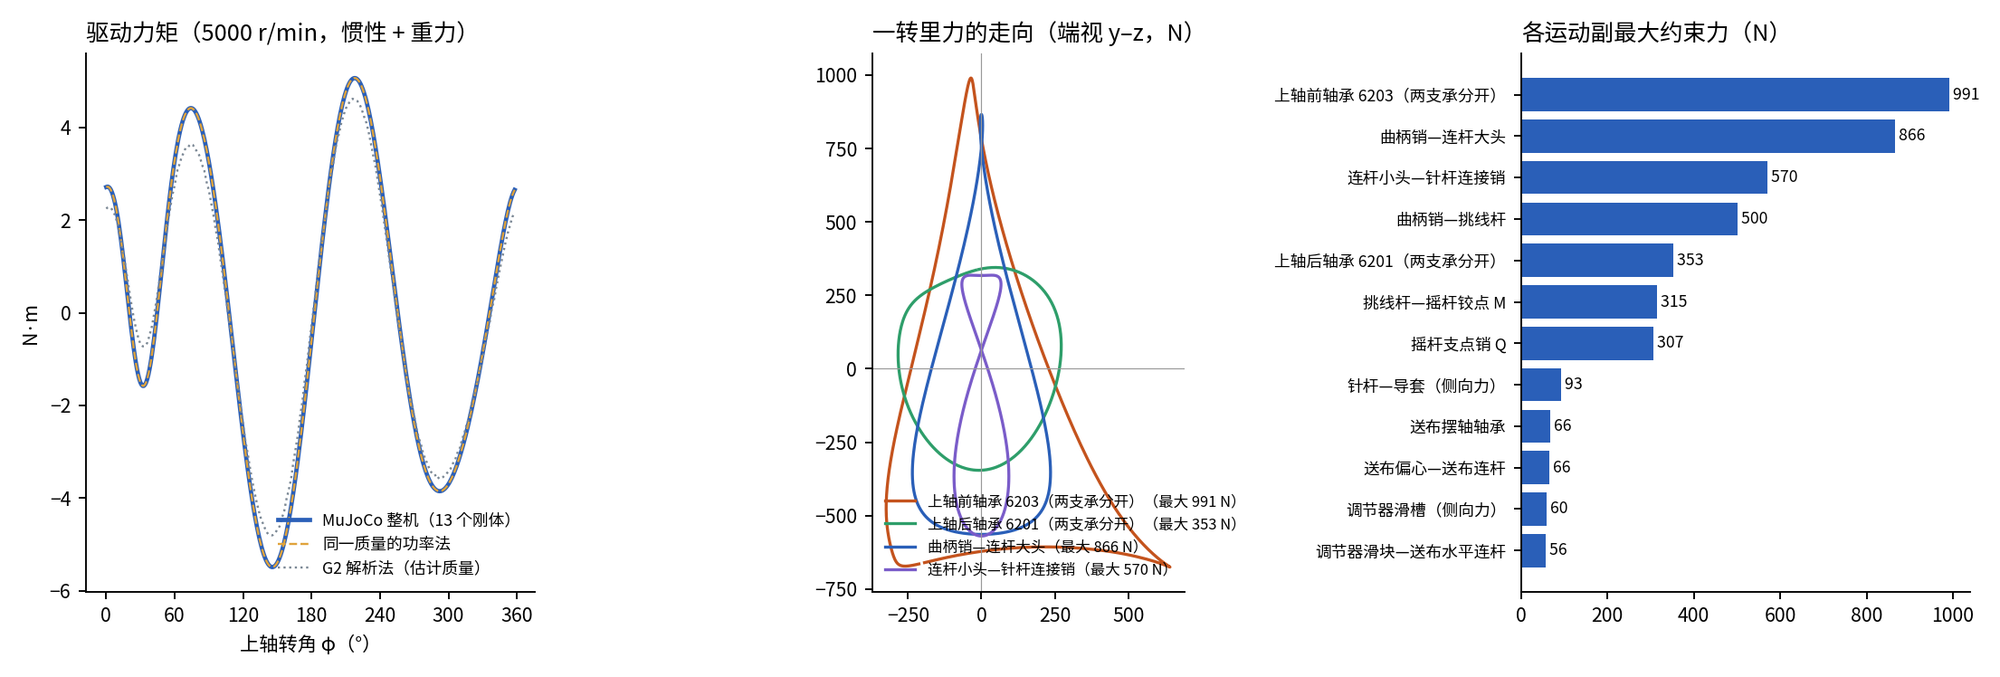 驱动力矩（5000 r/min，惯性 + 重力）
4
2
0
−2
−4
−6
N·m
0
60
120
180
240
300
360
上轴转角 φ（°）
MuJoCo 整机（13 个刚体）
同一质量的功率法
G2 解析法（估计质量）
一转里力的走向（端视 y–z，N）
1000
750
500
250
0
−250
−500
−750
−250
0
250
500
上轴前轴承 6203（两支承分开）（最大 991 N）
上轴后轴承 6201（两支承分开）（最大 353 N）
曲柄销—连杆大头（最大 866 N）
连杆小头—针杆连接销（最大 570 N）
各运动副最大约束力（N）
上轴前轴承 6203（两支承分开） 991
曲柄销—连杆大头 866
连杆小头—针杆连接销 570
曲柄销—挑线杆 500
上轴后轴承 6201（两支承分开） 353
挑线杆—摇杆铰点 M 315
摇杆支点销 Q 307
针杆—导套（侧向力） 93
送布摆轴轴承 66
送布偏心—送布连杆 66
调节器滑槽（侧向力） 60
调节器滑块—送布水平连杆 56
0
200
400
600
800
1000